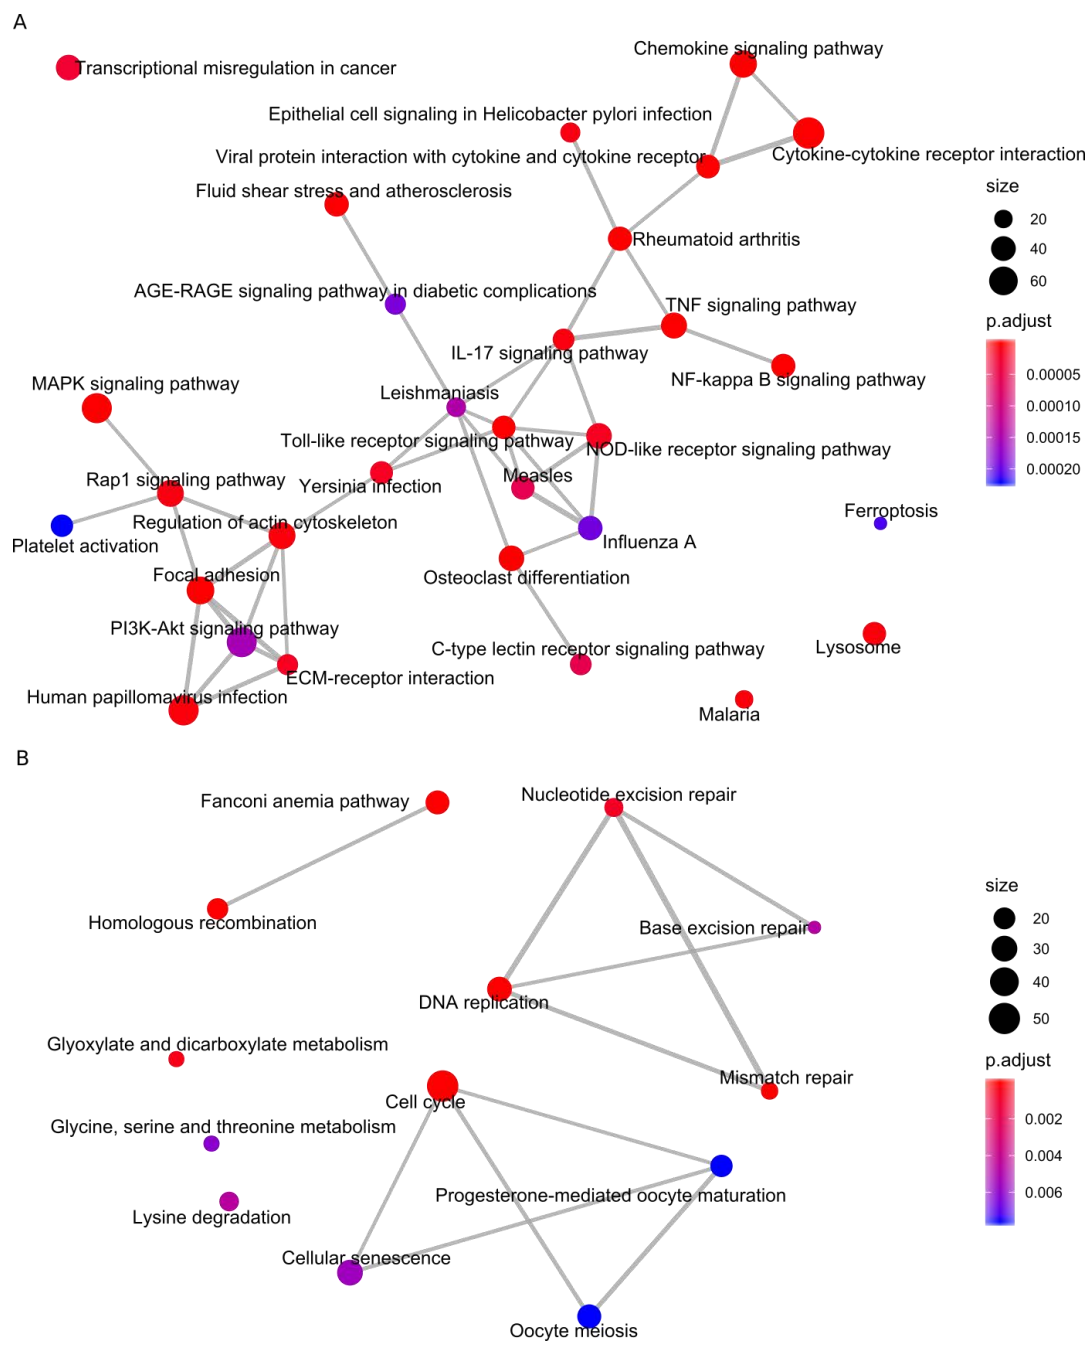 A
Transcriptional misregulation in cancer
Chemokine signaling pathway
Epithelial cell signaling in Helicobacter pylori infection
Viral protein interaction with cytokine and cytokine receptor
Cytokine-cytokine receptor interaction
Fluid shear stress and atherosclerosis
Rheumatoid arthritis
AGE-RAGE signaling pathway in diabetic complications
TNF signaling pathway
IL-17 signaling pathway
NF-kappa B signaling pathway
MAPK signaling pathway
Leishmaniasis
Toll-like receptor signaling pathway
NOD-like receptor signaling pathway
Rap1 signaling pathway
Yersinia infection
Measles
Regulation of actin cytoskeleton
Platelet activation
Influenza A
Ferroptosis
Focal adhesion
Osteoclast differentiation
PI3K-Akt signaling pathway
C-type lectin receptor signaling pathway
Lysosome
ECM-receptor interaction
Human papillomavirus infection
Malaria
size
20
40
60
p.adjust
0.00005
0.00010
0.00015
0.00020
B
Fanconi anemia pathway
Nucleotide excision repair
Homologous recombination
Base excision repair
DNA replication
Glyoxylate and dicarboxylate metabolism
Mismatch repair
Cell cycle
Glycine, serine and threonine metabolism
Progesterone-mediated oocyte maturation
Lysine degradation
Cellular senescence
Oocyte meiosis
size
20
30
40
50
p.adjust
0.002
0.004
0.006